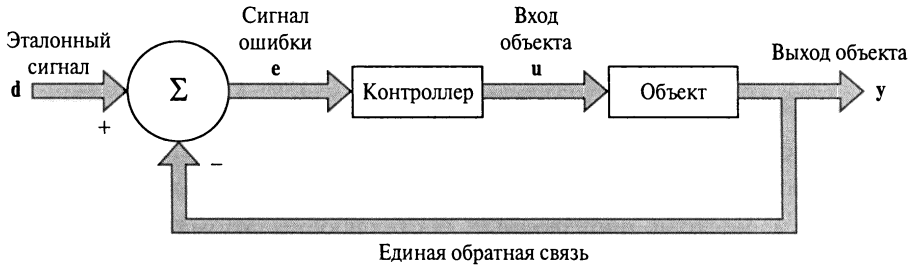 Эталонный
сигнал
d
+
Σ
−
Сигнал
ошибки
e
Контроллер
Вход
объекта
u
Объект
Выход объекта
y
Единая обратная связь